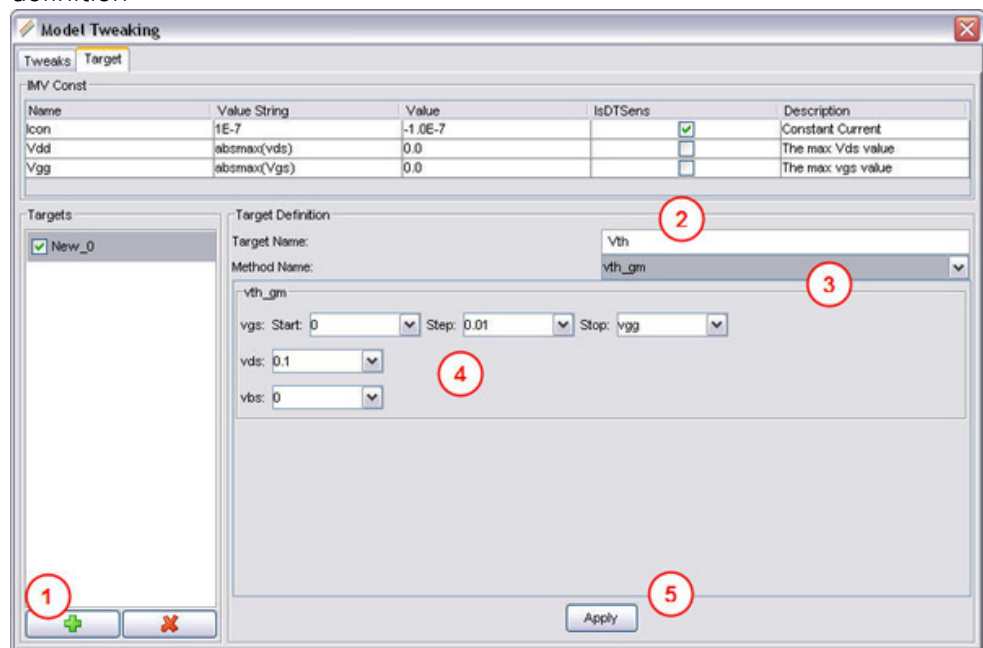 definition
Model Tweaking
Tweaks Target
IMV Const
Name Value String Value IsDTSens Description
Icon 1E-7 -1.0E-7 Constant Current
Vdd absmax(vds) 0.0 The max Vds value
Vgg absmax(Vgs) 0.0 The max vgs value
Targets
New_0
Target Definition
2
Target Name: Vth
Method Name: vth_gm
3
vth_gm
vgs: Start: 0 Step: 0.01 Stop: vgg
vds: 0.1
4
vbs: 0
1
5
Apply